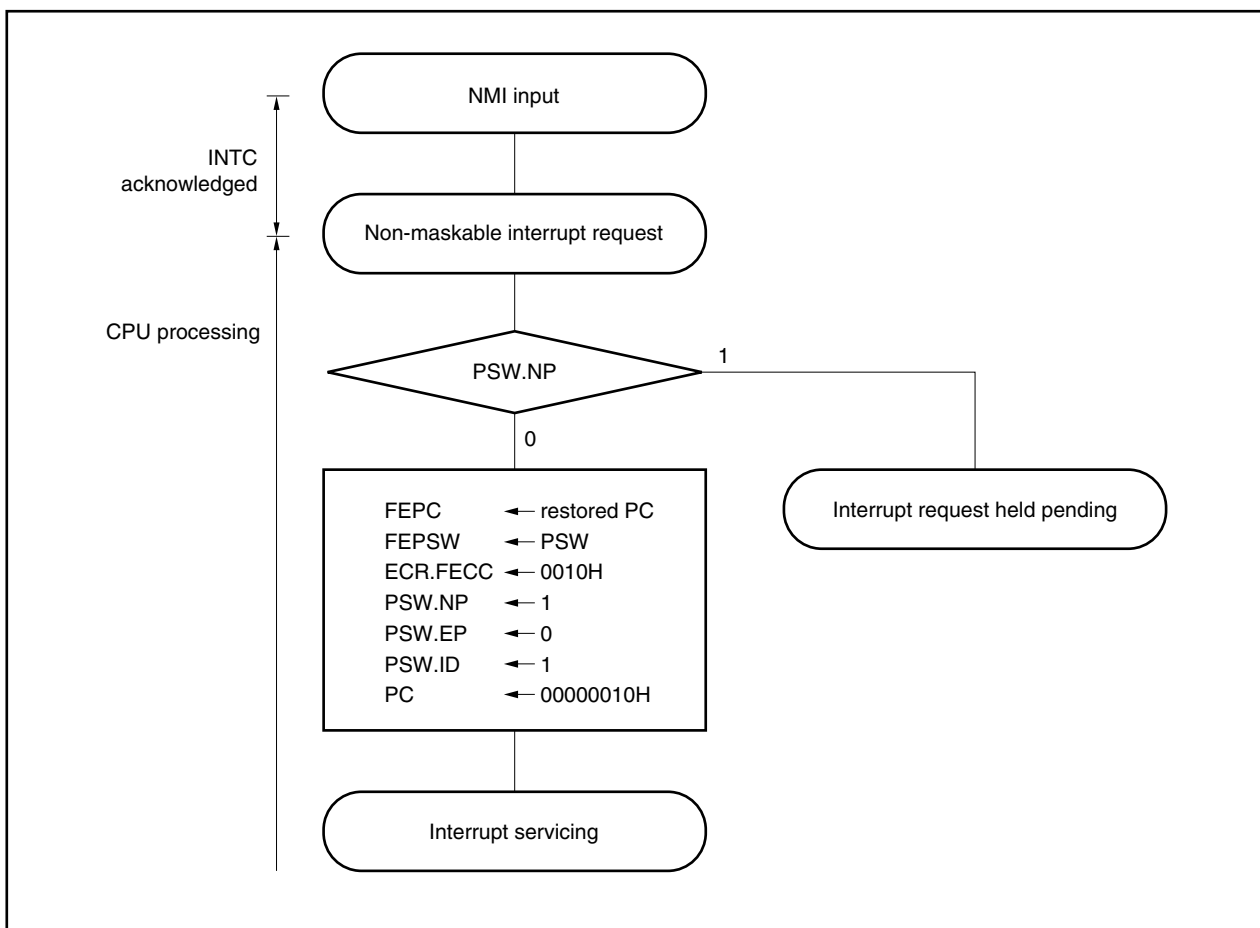 NMI input
INTC
acknowledged
Non-maskable interrupt request
CPU processing
PSW.NP
1
0
FEPC ← restored PC
FEPSW ← PSW
ECR.FECC ← 0010H
PSW.NP ← 1
PSW.EP ← 0
PSW.ID ← 1
PC ← 00000010H
Interrupt request held pending
Interrupt servicing